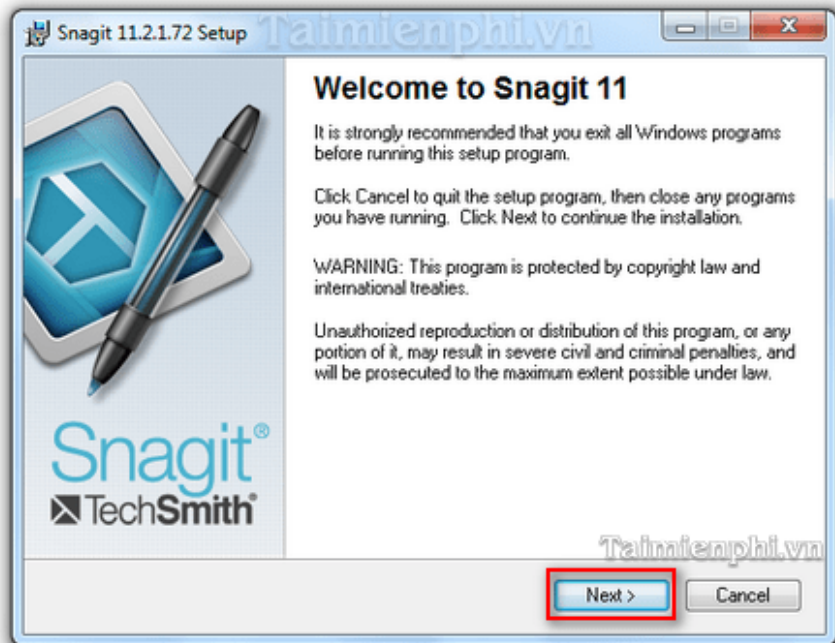 Snagit 11.2.1.72 Setup
Taimienphi.vn
Welcome to Snagit 11
It is strongly recommended that you exit all Windows programs
before running this setup program.
Click Cancel to quit the setup program, then close any programs
you have running. Click Next to continue the installation.
WARNING: This program is protected by copyright law and
international treaties.
Unauthorized reproduction or distribution of this program, or any
portion of it, may result in severe civil and criminal penalties, and
will be prosecuted to the maximum extent possible under law.
Snagit®
TechSmith®
Taimienphi.vn
Next >
Cancel